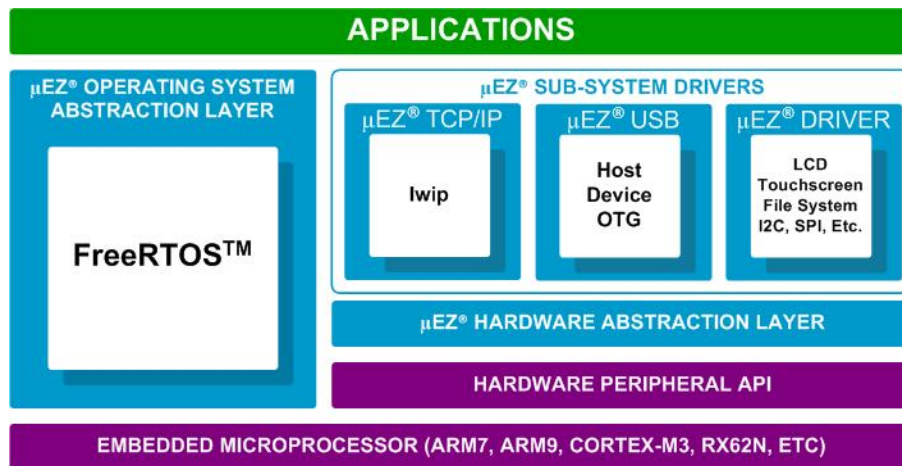 APPLICATIONS
µEZ® OPERATING SYSTEM
ABSTRACTION LAYER
FreeRTOS™
µEZ® SUB-SYSTEM DRIVERS
µEZ® TCP/IP
lwip
µEZ® USB
Host
Device
OTG
µEZ® DRIVER
LCD
Touchscreen
File System
I2C, SPI, Etc.
µEZ® HARDWARE ABSTRACTION LAYER
HARDWARE PERIPHERAL API
EMBEDDED MICROPROCESSOR (ARM7, ARM9, CORTEX-M3, RX62N, ETC)